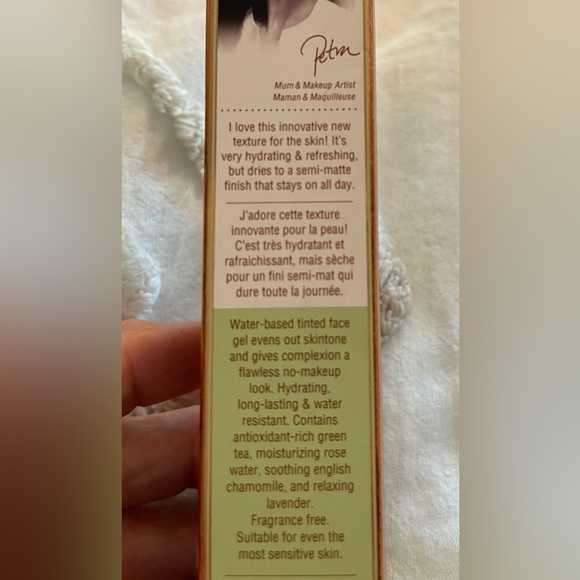 Petra
Mum & Makeup Artist
Maman & Maquilleuse
I love this innovative new
texture for the skin! It's
very hydrating & refreshing,
but dries to a semi-matte
finish that stays on all day.
J'adore cette texture
innovante pour la peau!
C'est très hydratant et
rafraichissant, mais sèche
pour un fini semi-mat qui
dure toute la journée.
Water-based tinted face
gel evens out skintone
and gives complexion a
flawless no-makeup
look. Hydrating,
long-lasting & water
resistant. Contains
antioxidant-rich green
tea, moisturizing rose
water, soothing english
chamomile, and relaxing
lavender.
Fragrance free.
Suitable for even the
most sensitive skin.